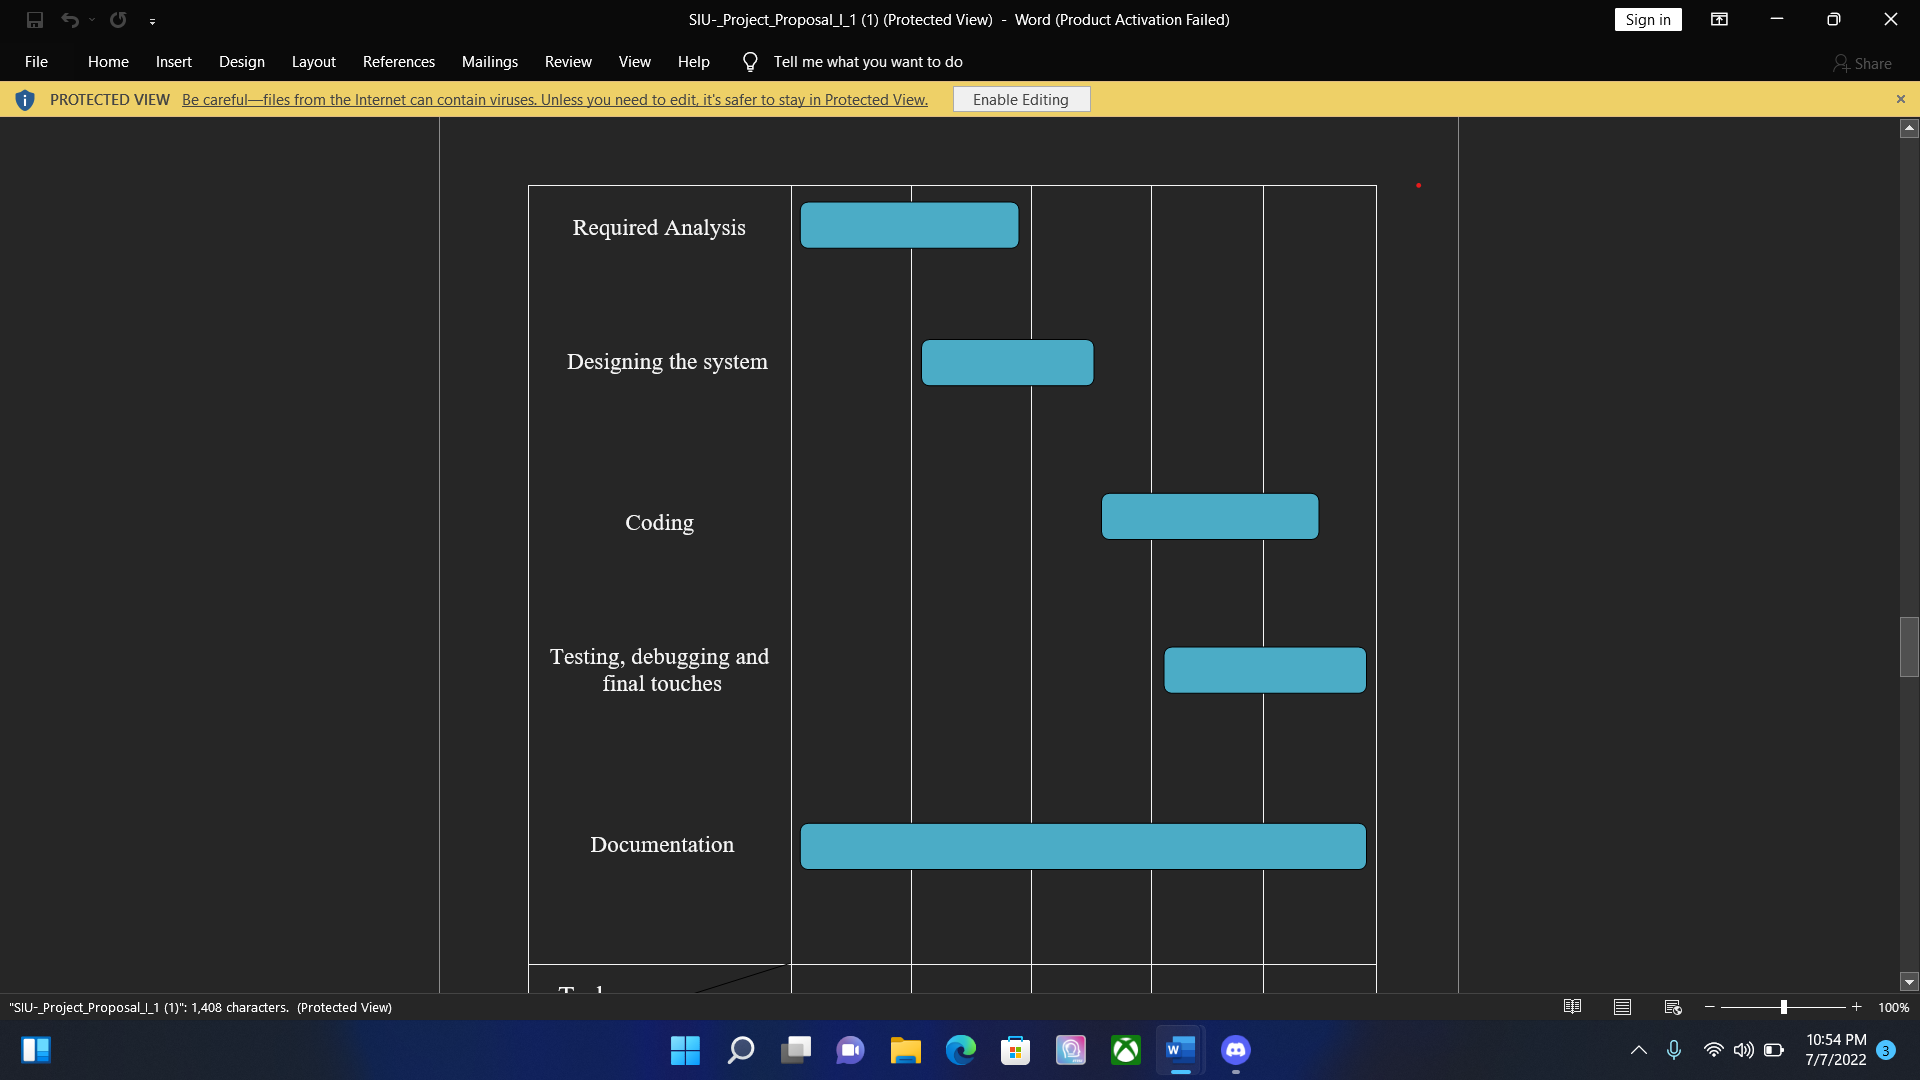 SIU-_Project_Proposal_I_1 (1) (Protected View) - Word (Product Activation Failed)
Sign in
File Home Insert Design Layout References Mailings Review View Help Tell me what you want to do
Share
PROTECTED VIEW Be careful—files from the Internet can contain viruses. Unless you need to edit, it's safer to stay in Protected View.
Enable Editing
Required Analysis
Designing the system
Coding
Testing, debugging and
final touches
Documentation
"SIU-_Project_Proposal_I_1 (1)": 1,408 characters. (Protected View)
100%
10:54 PM
7/7/2022
3